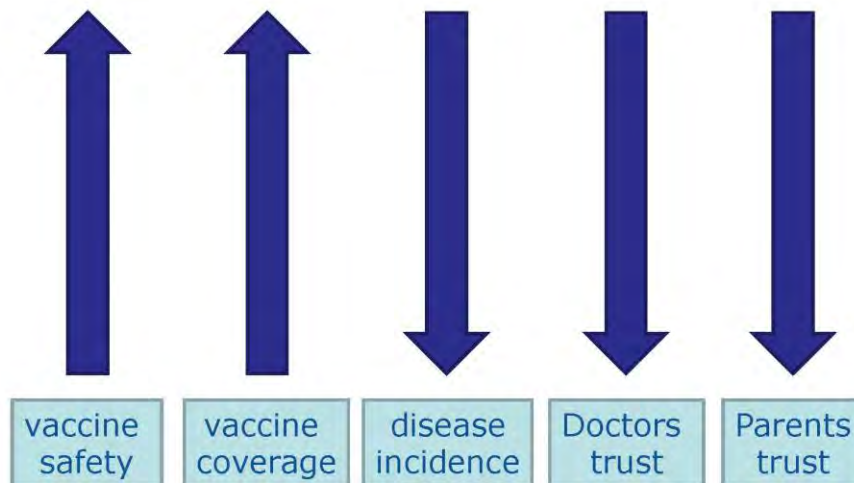 vaccine
safety
vaccine
coverage
disease
incidence
Doctors
trust
Parents
trust